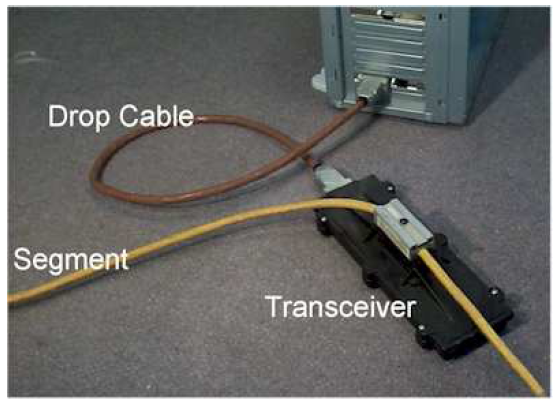 Drop Cable
Segment
Transceiver